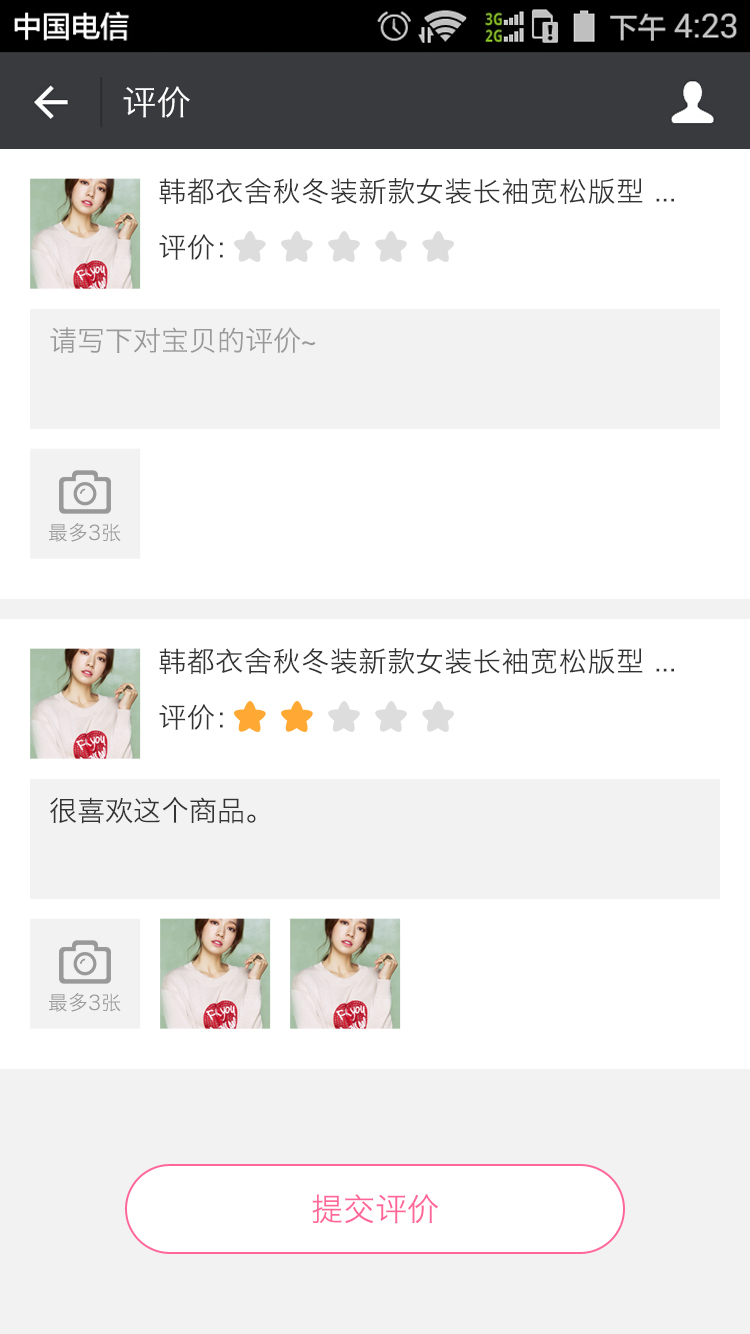 中国电信
3G
2G
下午 4:23
评价
韩都衣舍秋冬装新款女装长袖宽松版型 ...
评价:
请写下对宝贝的评价~
最多3张
韩都衣舍秋冬装新款女装长袖宽松版型 ...
评价:
很喜欢这个商品。
最多3张
提交评价